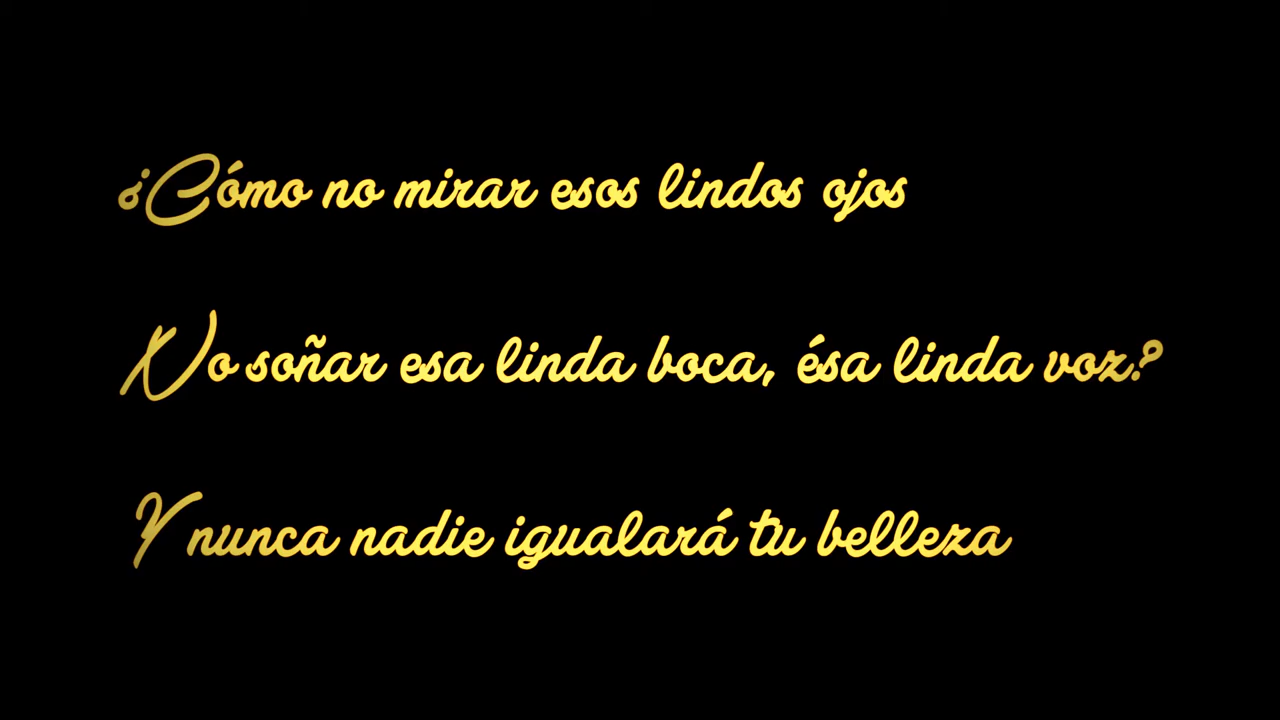 ¿Cómo no mirar esos lindos ojos
No soñar esa linda boca, ésa linda voz?
Y nunca nadie igualará tu belleza